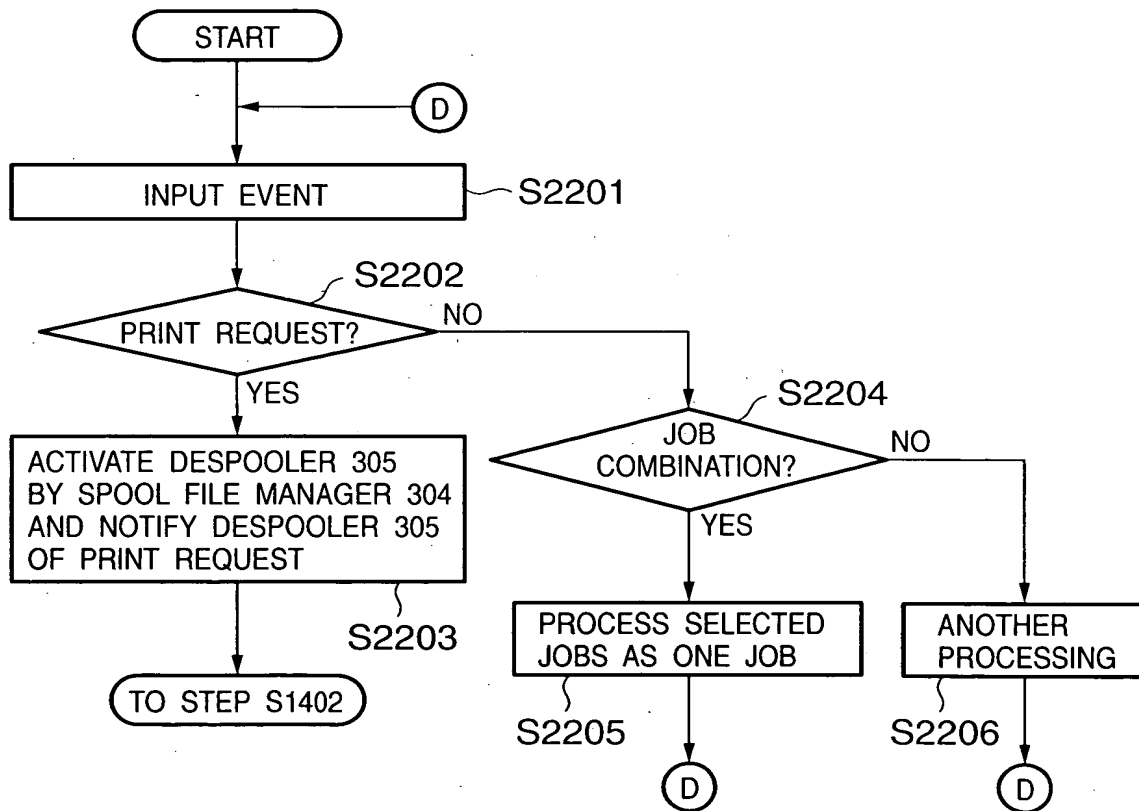 START
D
INPUT EVENT
S2201
S2202
PRINT REQUEST?
NO
YES
S2204
JOB
COMBINATION?
NO
YES
ACTIVATE DESPOOLER 305
BY SPOOL FILE MANAGER 304
AND NOTIFY DESPOOLER 305
OF PRINT REQUEST
S2203
TO STEP S1402
PROCESS SELECTED
JOBS AS ONE JOB
S2205
D
ANOTHER
PROCESSING
S2206
D